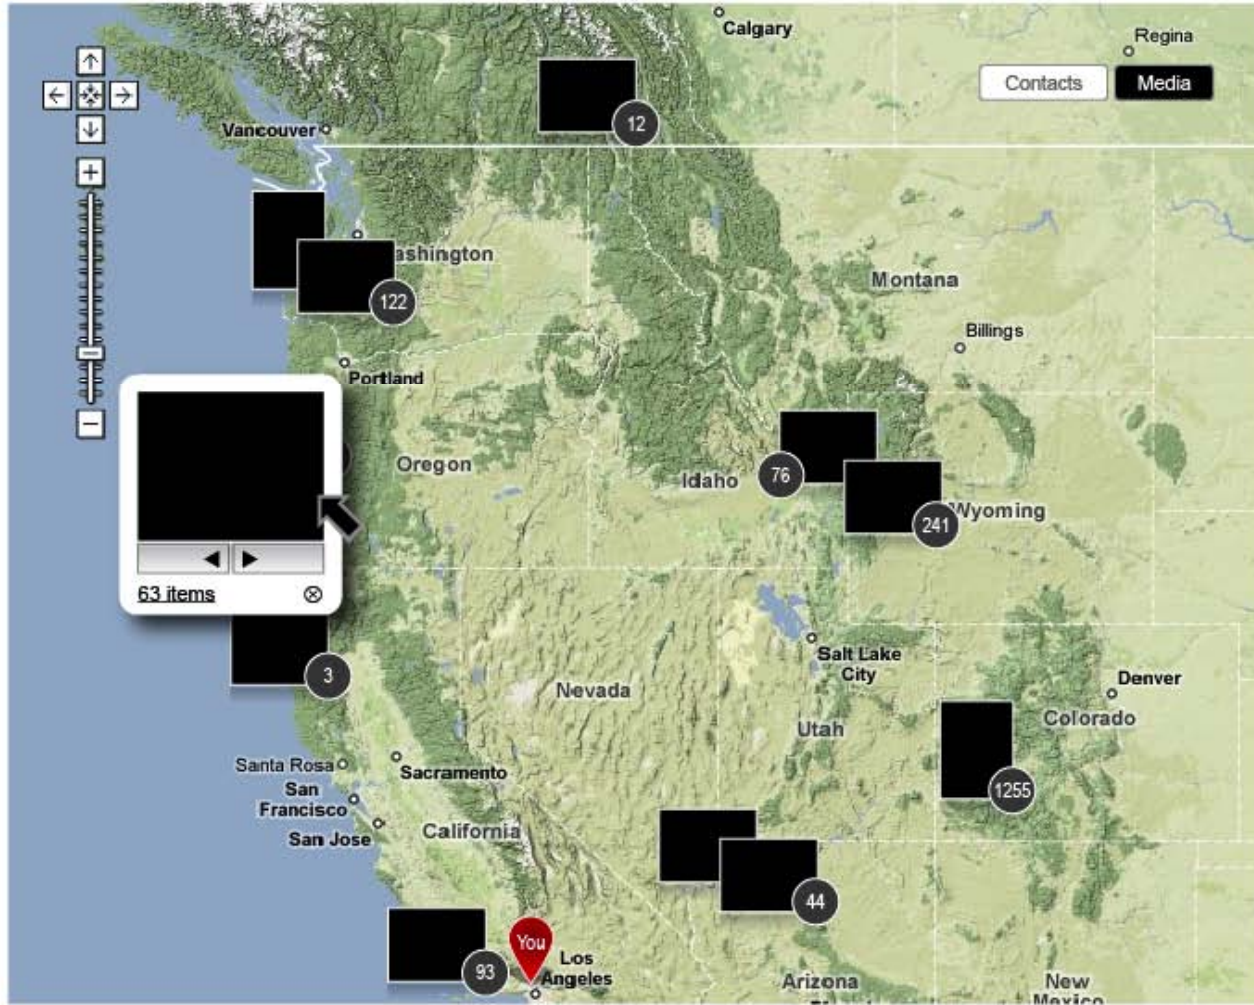 Calgary
Regina
Contacts
Media
12
Vancouver
ashington
122
Montana
Billings
Portland
Oregon
Idaho
76
Wyoming
241
63 items
3
Nevada
Salt Lake
City
Utah
Denver
Colorado
1255
Santa Rosa
Sacramento
San
Francisco
San Jose
California
44
You
93
Los
Angeles
Arizona
New
Mexico